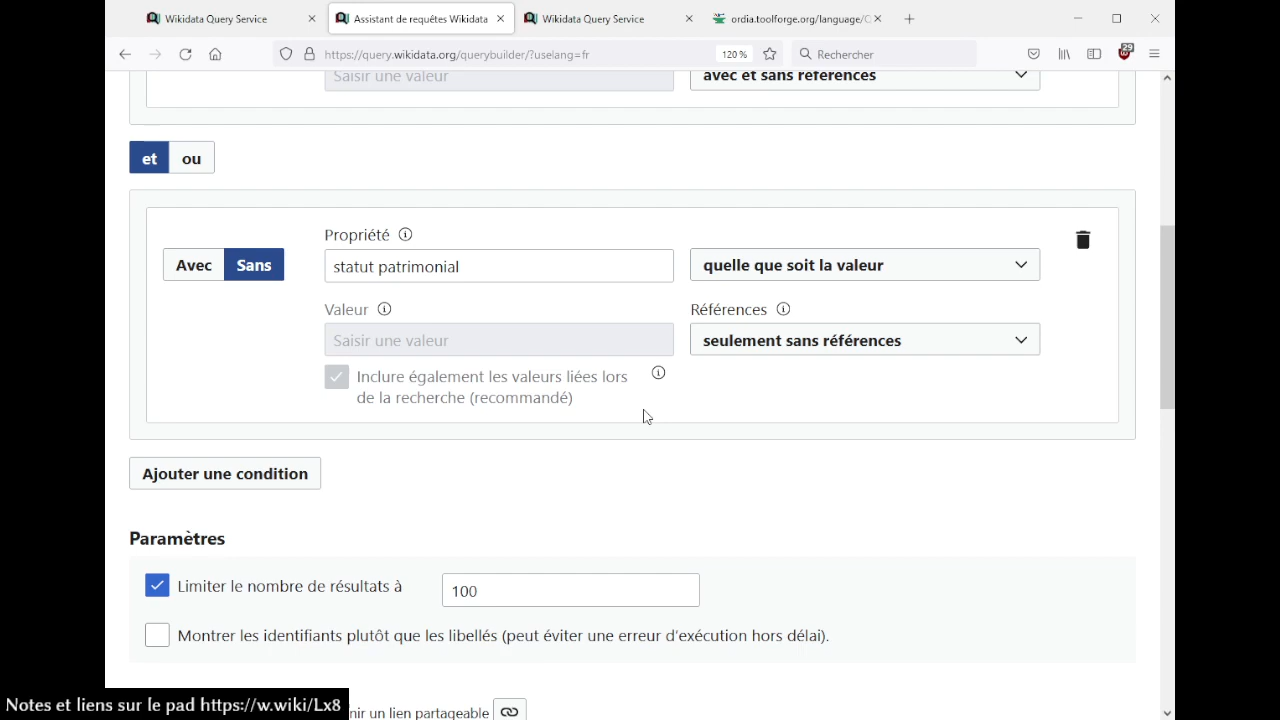 Wikidata Query Service
Assistant de requêtes Wikidata
Wikidata Query Service
ordia.toolforge.org/language/
https://query.wikidata.org/querybuilder/?uselang=fr
120 %
Rechercher
29
Saisir une valeur
avec et sans références
et
ou
Propriété
Avec
Sans
statut patrimonial
quelle que soit la valeur
Valeur
Références
Saisir une valeur
seulement sans références
Inclure également les valeurs liées lors
de la recherche (recommandé)
Ajouter une condition
Paramètres
Limiter le nombre de résultats à
100
Montrer les identifiants plutôt que les libellés (peut éviter une erreur d'exécution hors délai).
Notes et liens sur le pad https://w.wiki/Lx8
nir un lien partageable